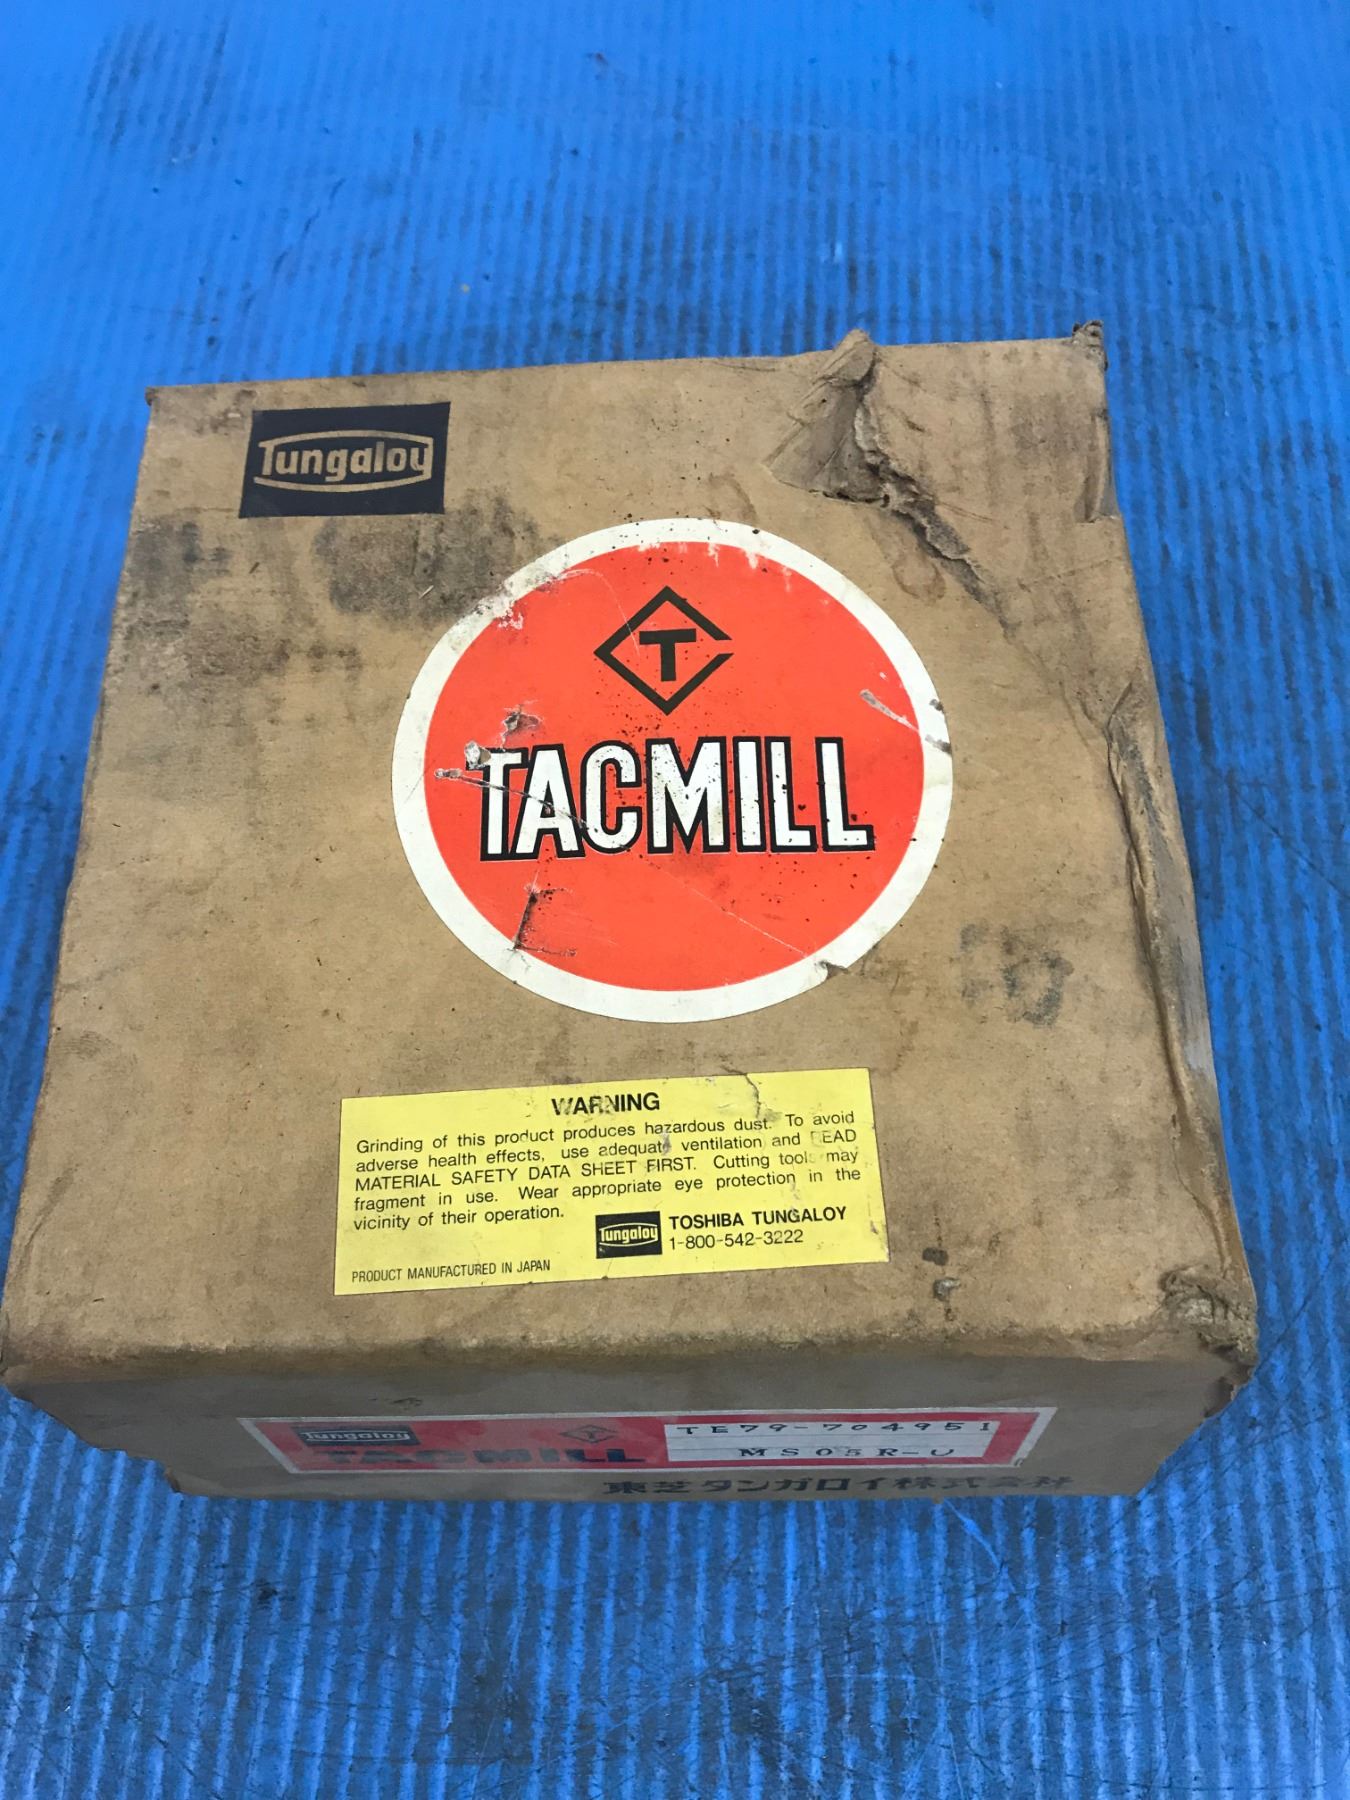 Tungaloy
T
TACMILL
WARNING
Grinding of this product produces hazardous dust. To avoid
adverse health effects, use adequate ventilation and READ
MATERIAL SAFETY DATA SHEET FIRST. Cutting tools may
fragment in use. Wear appropriate eye protection in the
vicinity of their operation.
Tungaloy TOSHIBA TUNGALOY
1-800-542-3222
PRODUCT MANUFACTURED IN JAPAN
Tungaloy T TE79-704951
TACMILL MS05R-U
東芝タンガロイ株式会社